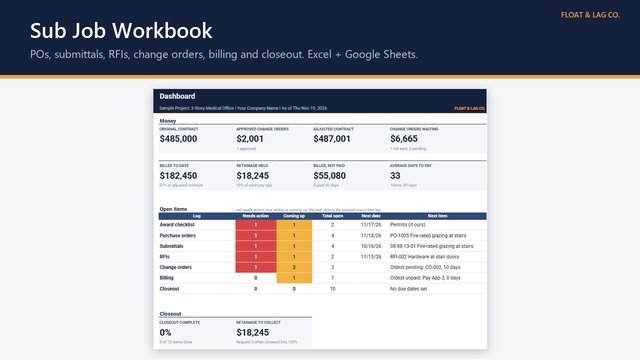 FLOAT & LAG CO.
Sub Job Workbook
POs, submittals, RFIs, change orders, billing and closeout. Excel + Google Sheets.
Dashboard
Sample Project: 3-Story Medical Office | Your Company Name | As of Thu Nov 19, 2026
FLOAT & LAG CO.
Money
ORIGINAL CONTRACT APPROVED CHANGE ORDERS ADJUSTED CONTRACT CHANGE ORDERS WAITING
$485,000 $2,001 $487,001 $6,665
1 approved 1 not sent, 2 pending
BILLED TO DATE RETAINAGE HELD BILLED, NOT PAID AVERAGE DAYS TO PAY
$182,450 $18,245 $55,080 33
37% of adjusted contract 10% of each pay app 0 past 30 days Terms: 30 days
Open items
Log Needs action Coming up Total open Next date Next item
Award checklist 1 1 2 11/17/26 Permits (if ours)
Purchase orders 1 1 4 11/18/26 PO-1005 Fire-rated glazing at stairs
Submittals 1 1 4 10/16/26 08 88 13-01 Fire-rated glazing at stairs
RFIs 1 1 2 11/15/26 RFI-002 Hardware at stair doors
Change orders 1 2 3 Oldest pending: CO-002, 10 days
Billing 0 1 1 Oldest unpaid: Pay App 3, 0 days
Closeout 0 0 10 No due dates set
Closeout
CLOSEOUT COMPLETE RETAINAGE TO COLLECT
0% $18,245
0 of 10 items done Request it when closeout hits 100%